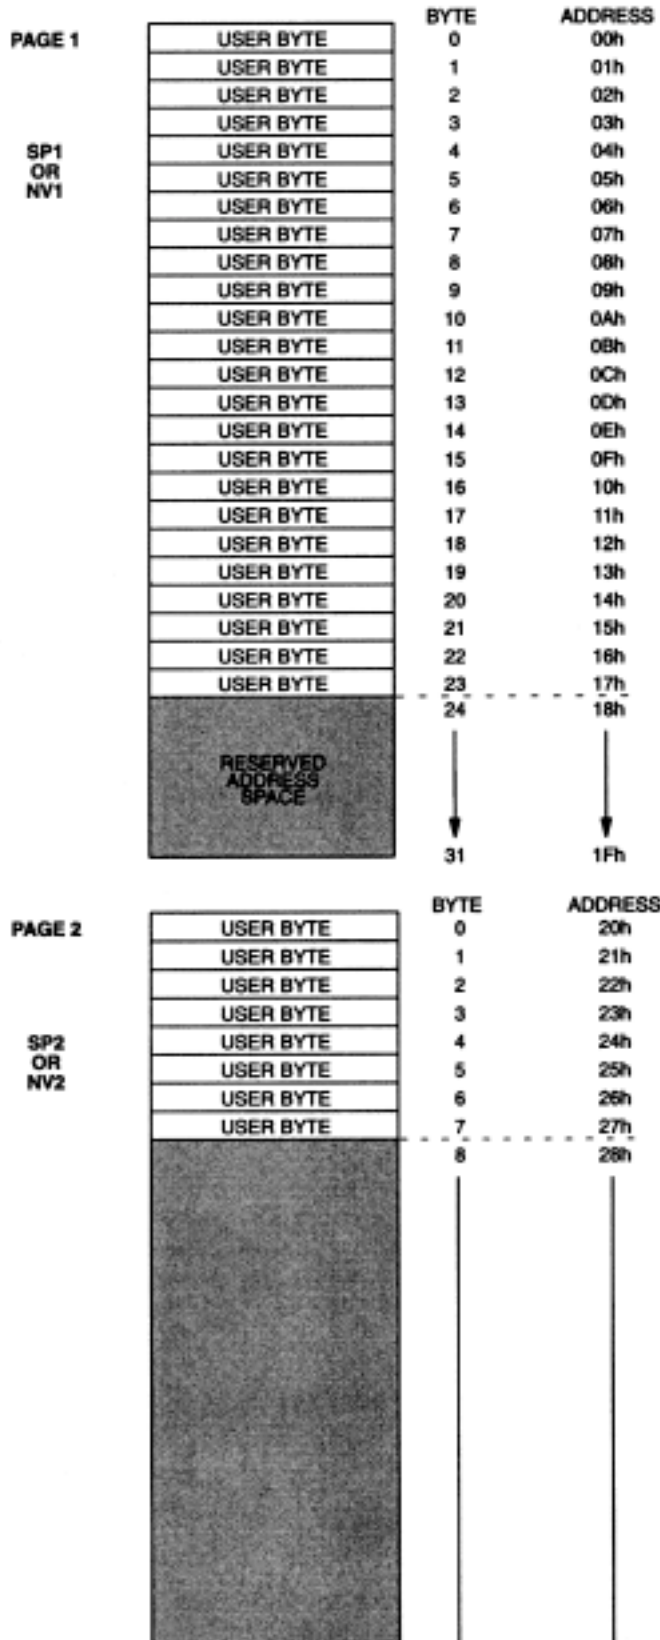 BYTE ADDRESS
PAGE 1 USER BYTE 0 00h
USER BYTE 1 01h
USER BYTE 2 02h
USER BYTE 3 03h
SP1 USER BYTE 4 04h
OR
USER BYTE 5 05h
NV1
USER BYTE 6 06h
USER BYTE 7 07h
USER BYTE 8 08h
USER BYTE 9 09h
USER BYTE 10 0Ah
USER BYTE 11 0Bh
USER BYTE 12 0Ch
USER BYTE 13 0Dh
USER BYTE 14 0Eh
USER BYTE 15 0Fh
USER BYTE 16 10h
USER BYTE 17 11h
USER BYTE 18 12h
USER BYTE 19 13h
USER BYTE 20 14h
USER BYTE 21 15h
USER BYTE 22 16h
USER BYTE 23 17h
24 18h
RESERVED
ADDRESS
SPACE
31 1Fh
BYTE ADDRESS
PAGE 2 USER BYTE 0 20h
USER BYTE 1 21h
USER BYTE 2 22h
USER BYTE 3 23h
SP2 USER BYTE 4 24h
OR
USER BYTE 5 25h
NV2
USER BYTE 6 26h
USER BYTE 7 27h
8 28h